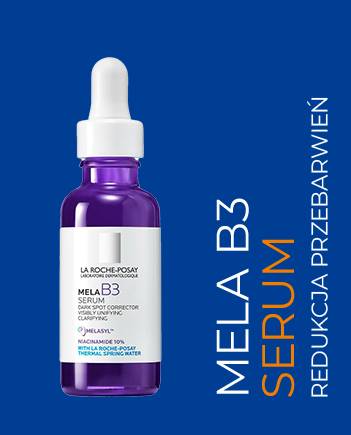 LA ROCHE-POSAY
LABORATOIRE DERMATOLOGIQUE
MELA B3
SERUM
DARK SPOT CORRECTOR
VISIBLY UNIFYING
CLARIFYING
MELASYL™
NIACINAMIDE 10%
WITH LA ROCHE-POSAY
THERMAL SPRING WATER
MELA B3
SERUM
REDUKCJA PRZEBARWIEŃ